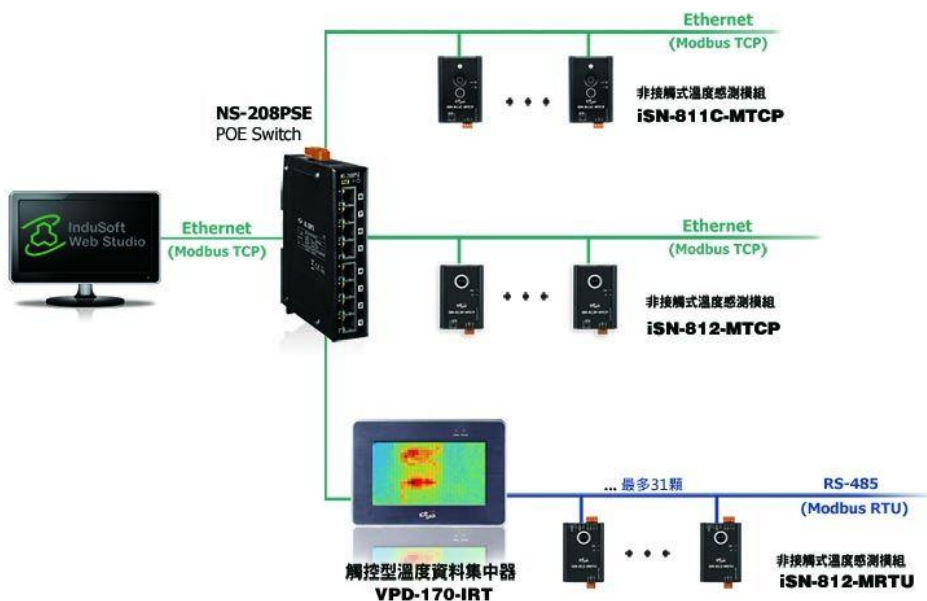 Ethernet
(Modbus TCP)
非接觸式溫度感測模組
iSN-811C-MTCP
NS-208PSE
POE Switch
InduSoft
Web Studio
Ethernet
(Modbus TCP)
Ethernet
(Modbus TCP)
非接觸式溫度感測模組
iSN-812-MTCP
... 最多31顆
RS-485
(Modbus RTU)
觸控型溫度資料集中器
VPD-170-IRT
非接觸式溫度感測模組
iSN-812-MRTU